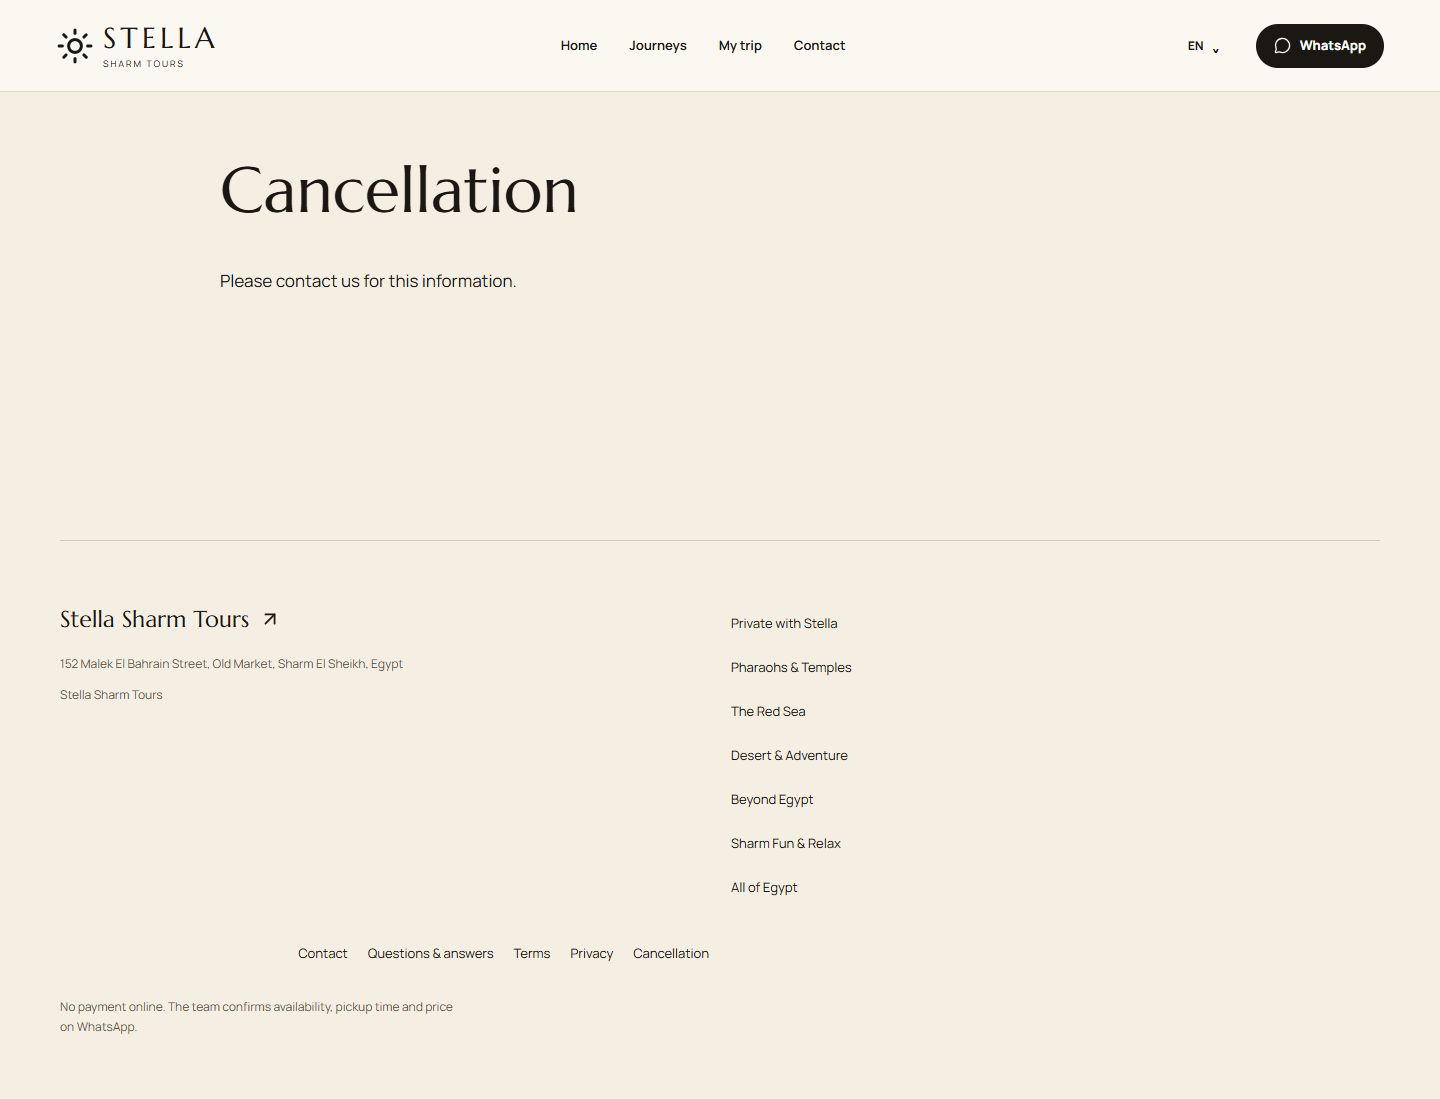 STELLA
SHARM TOURS
Home Journeys My trip Contact
EN
WhatsApp
Cancellation
Please contact us for this information.
Stella Sharm Tours
152 Malek El Bahrain Street, Old Market, Sharm El Sheikh, Egypt
Stella Sharm Tours
Private with Stella
Pharaohs & Temples
The Red Sea
Desert & Adventure
Beyond Egypt
Sharm Fun & Relax
All of Egypt
Contact Questions & answers Terms Privacy Cancellation
No payment online. The team confirms availability, pickup time and price
on WhatsApp.